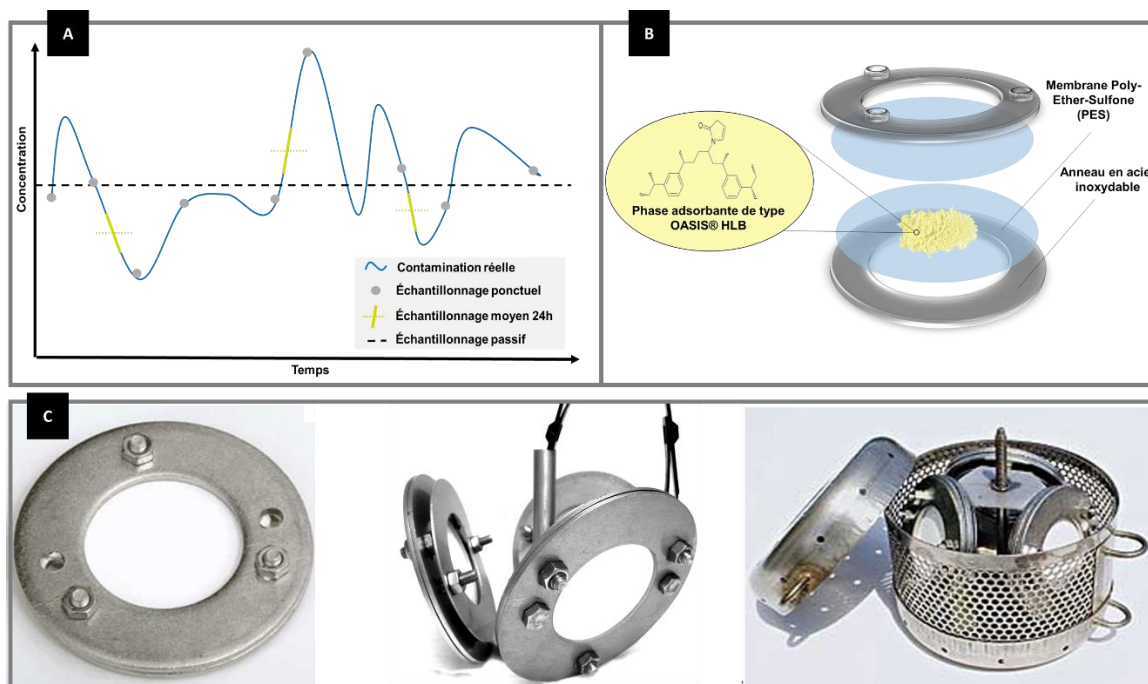 A
Concentration
Contamination réelle
Échantillonnage ponctuel
Échantillonnage moyen 24h
Échantillonnage passif
Temps
B
Membrane Poly-
Ether-Sulfone
(PES)
Anneau en acie
inoxydable
Phase adsorbante de type
OASIS® HLB
C